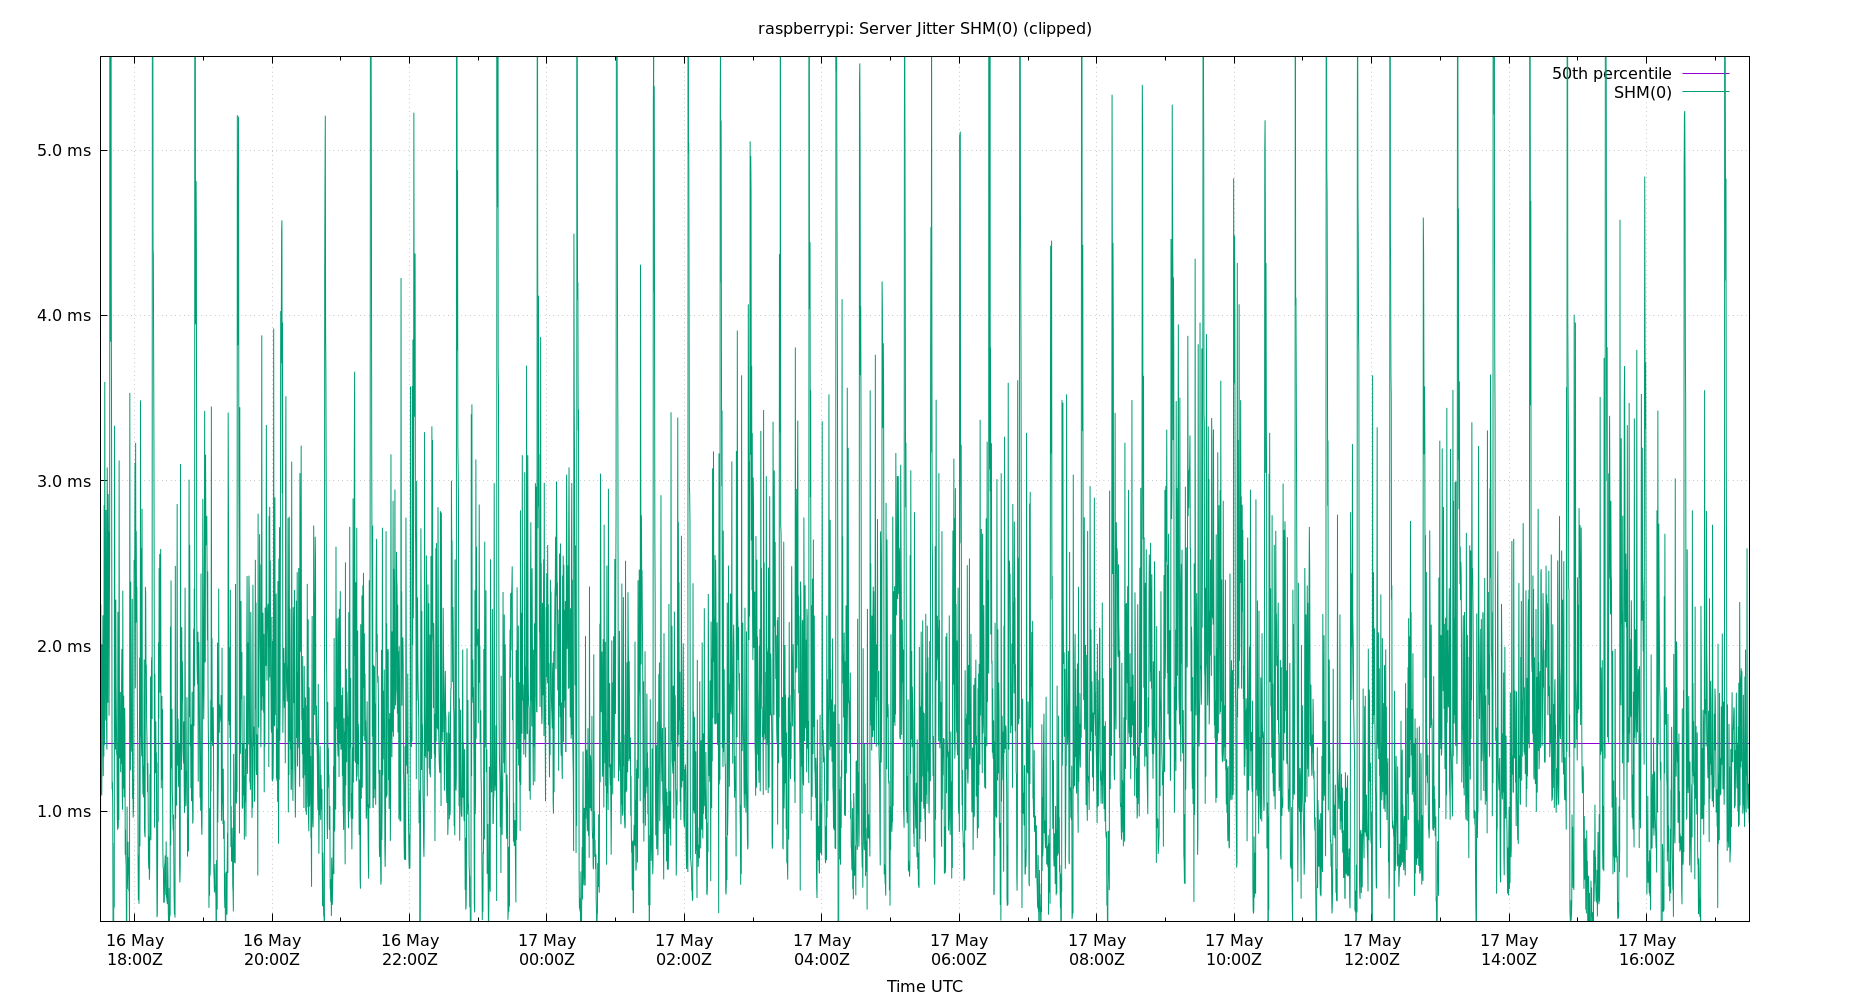 raspberrypi: Server Jitter SHM(0) (clipped)
50th percentile
SHM(0)
5.0 ms
4.0 ms
3.0 ms
2.0 ms
1.0 ms
16 May 16 May 16 May 17 May 17 May 17 May 17 May 17 May 17 May 17 May 17 May 17 May
18:00Z 20:00Z 22:00Z 00:00Z 02:00Z 04:00Z 06:00Z 08:00Z 10:00Z 12:00Z 14:00Z 16:00Z
Time UTC